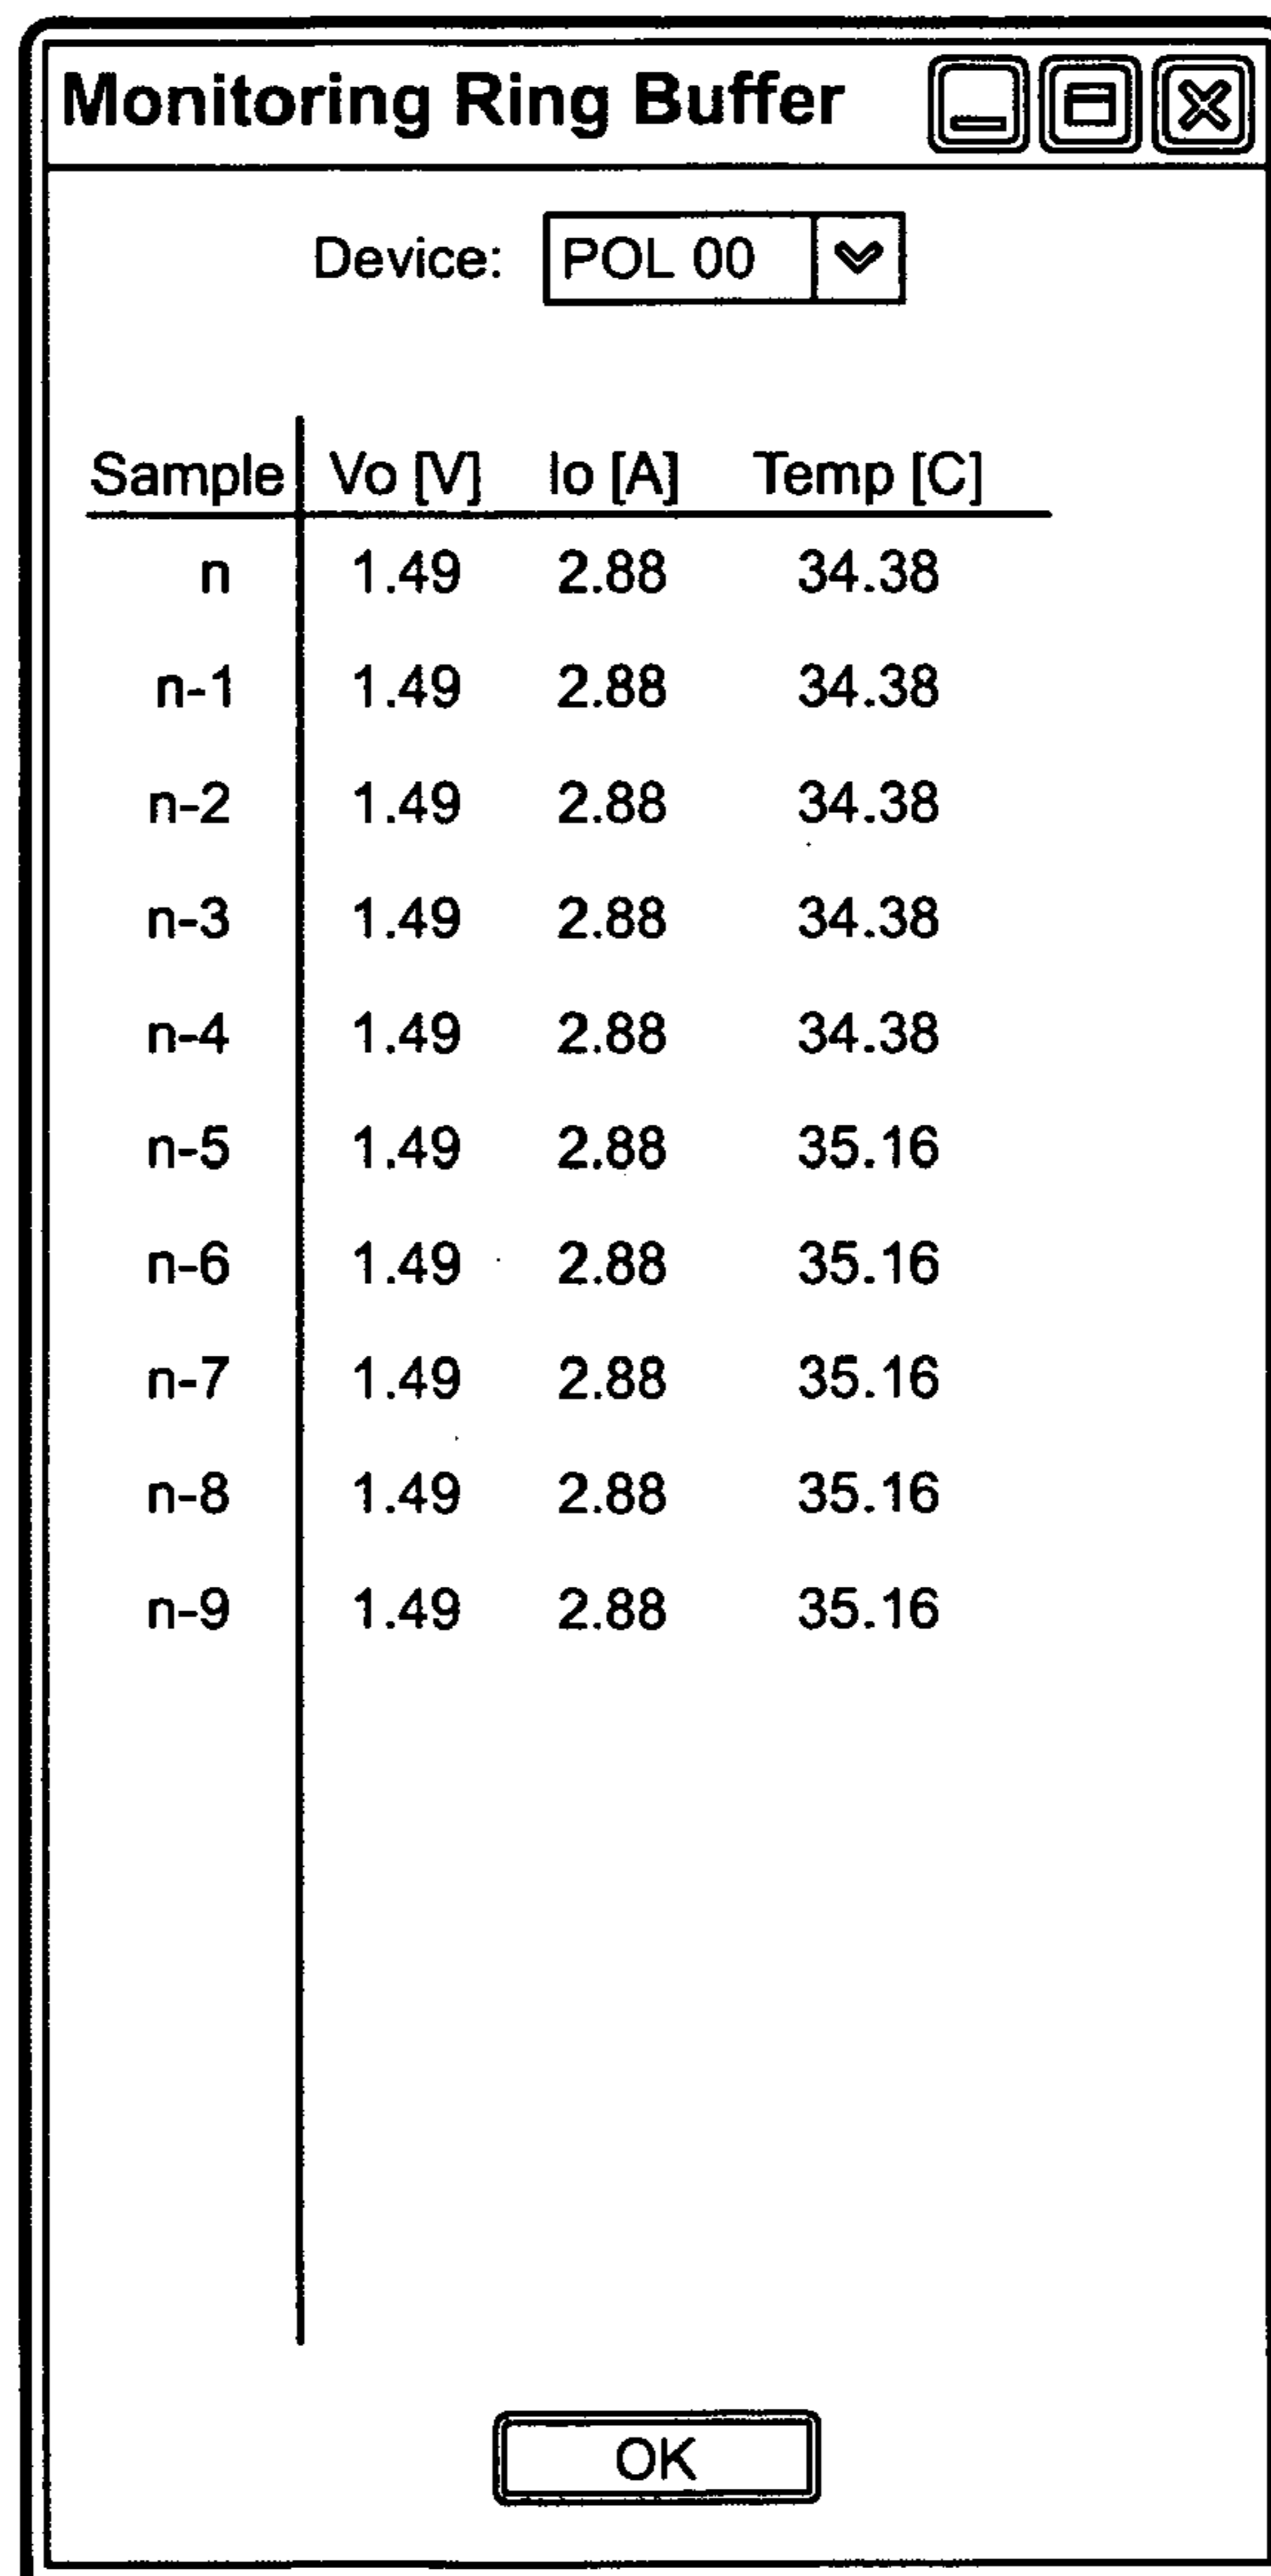 Monitoring Ring Buffer
Device: POL 00
Sample Vo [V] Io [A] Temp [C]
n 1.49 2.88 34.38
n-1 1.49 2.88 34.38
n-2 1.49 2.88 34.38
n-3 1.49 2.88 34.38
n-4 1.49 2.88 34.38
n-5 1.49 2.88 35.16
n-6 1.49 2.88 35.16
n-7 1.49 2.88 35.16
n-8 1.49 2.88 35.16
n-9 1.49 2.88 35.16
OK